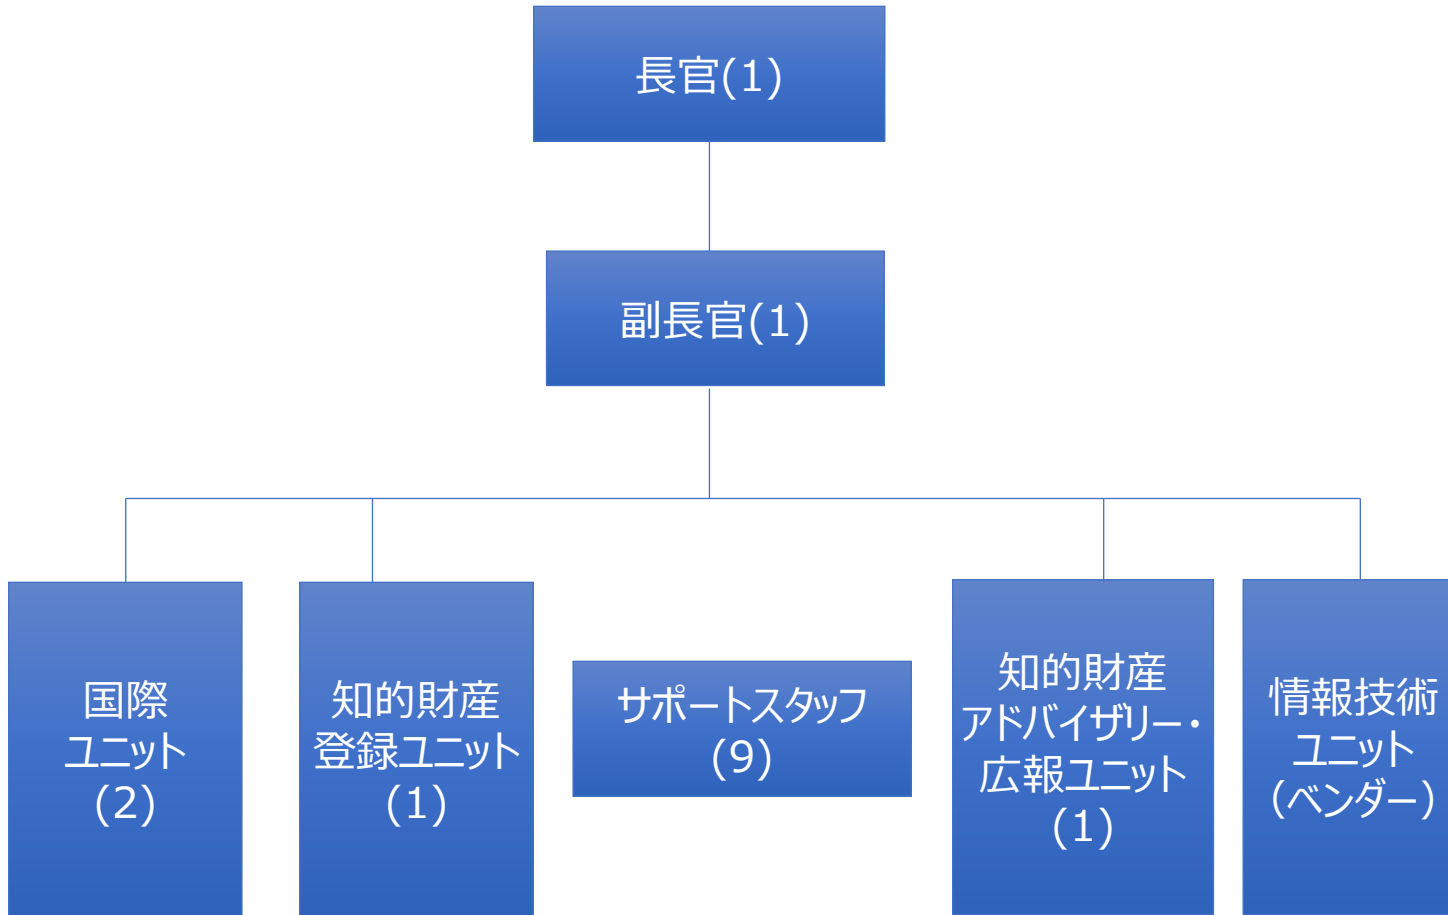 長官(1)
副長官(1)
国際
ユニット
(2)
知的財産
登録ユニット
(1)
サポートスタッフ
(9)
知的財産
アドバイザリー・
広報ユニット
(1)
情報技術
ユニット
(ベンダー)